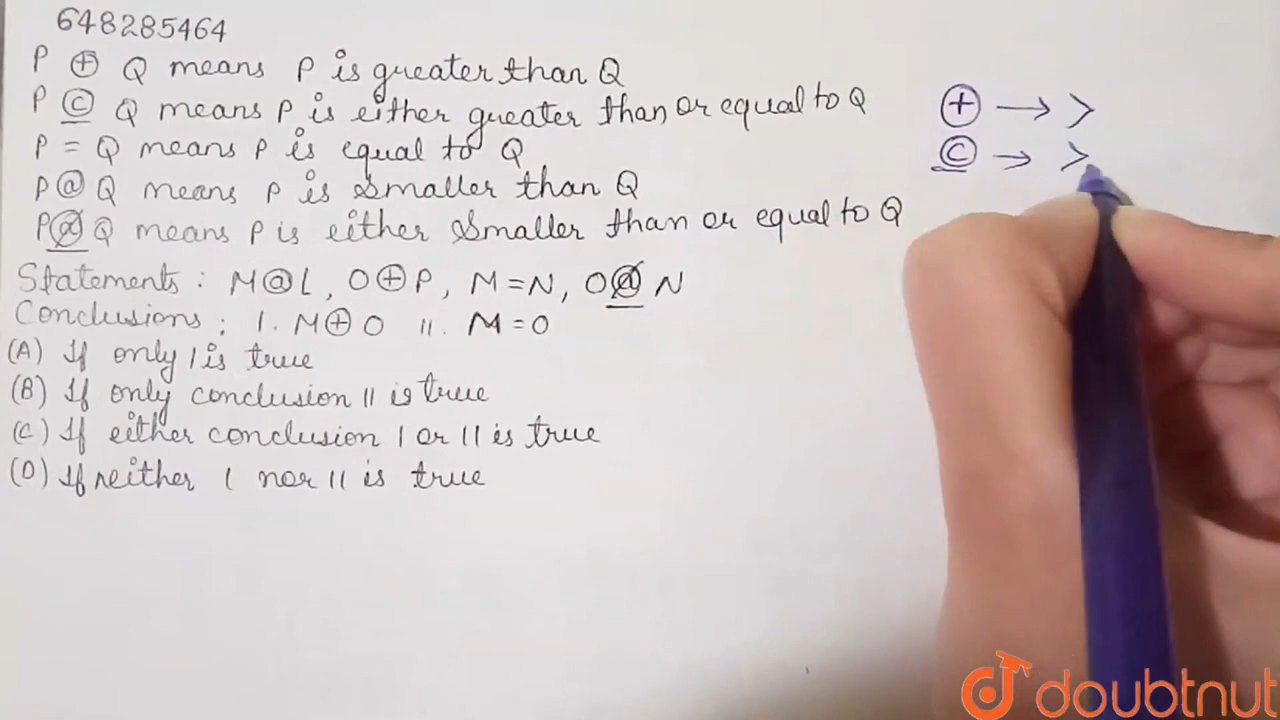 648285464
P ⊕ Q means P is greater than Q
P © Q means P is either greater than or equal to Q
P = Q means P is equal to Q
P @ Q means P is Smaller than Q
P @̸ Q means P is either Smaller than or equal to Q
Statements : M @ L, O ⊕ P, M = N, O @̸ N
Conclusions : I. M ⊕ O II. M = O
(A) If only I is true
(B) If only conclusion II is true
(C) If either conclusion I or II is true
(D) If neither I nor II is true
⊕ → >
© → >
doubtnut